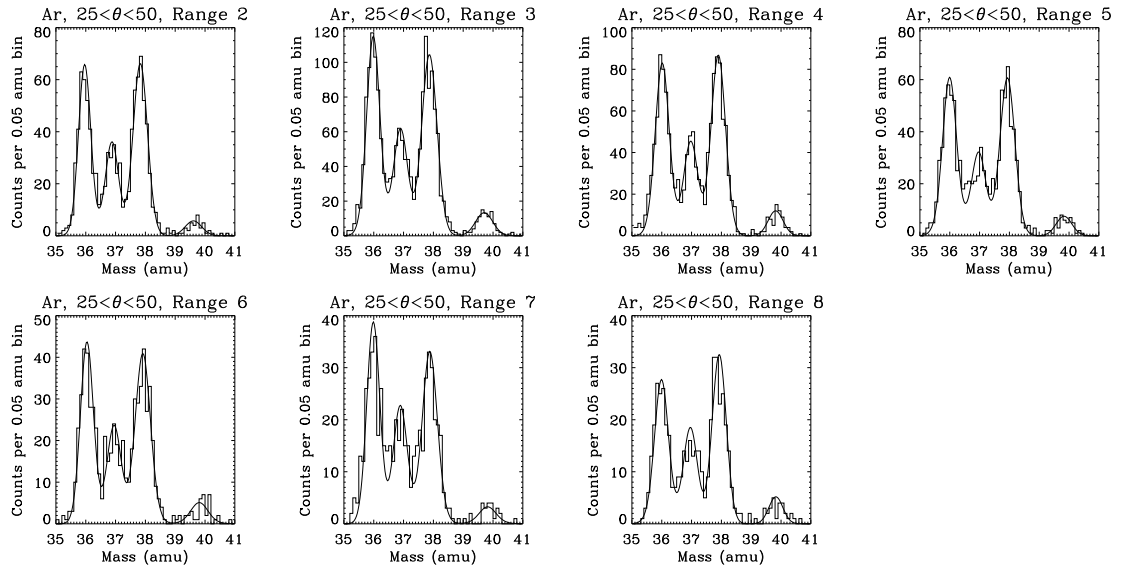 Ar, 25<θ<50, Range 2
Counts per 0.05 amu bin
80
60
40
20
0
35 36 37 38 39 40 41
Mass (amu)
Ar, 25<θ<50, Range 3
Counts per 0.05 amu bin
120
100
80
60
40
20
0
35 36 37 38 39 40 41
Mass (amu)
Ar, 25<θ<50, Range 4
Counts per 0.05 amu bin
100
80
60
40
20
0
35 36 37 38 39 40 41
Mass (amu)
Ar, 25<θ<50, Range 5
Counts per 0.05 amu bin
80
60
40
20
0
35 36 37 38 39 40 41
Mass (amu)
Ar, 25<θ<50, Range 6
Counts per 0.05 amu bin
50
40
30
20
10
0
35 36 37 38 39 40 41
Mass (amu)
Ar, 25<θ<50, Range 7
Counts per 0.05 amu bin
40
30
20
10
0
35 36 37 38 39 40 41
Mass (amu)
Ar, 25<θ<50, Range 8
Counts per 0.05 amu bin
40
30
20
10
0
35 36 37 38 39 40 41
Mass (amu)